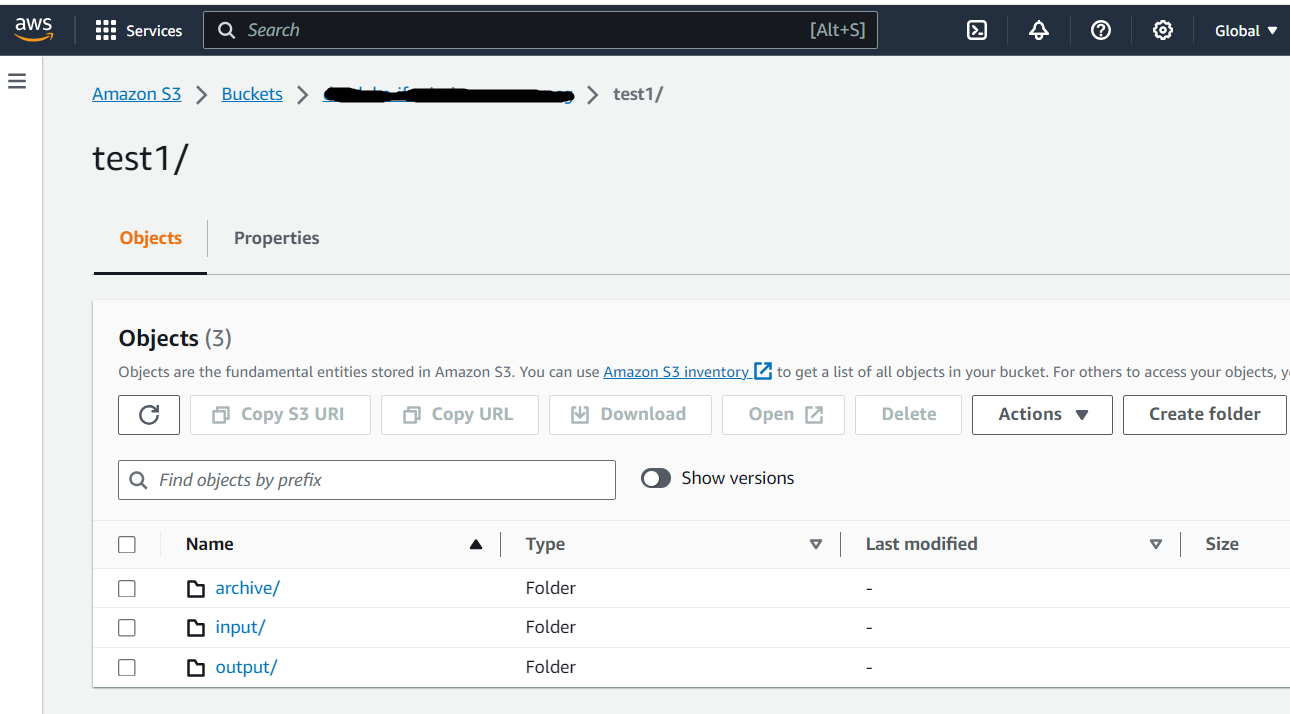 aws Services Search [Alt+S] Global
Amazon S3 Buckets test1/
test1/
Objects Properties
Objects (3)
Objects are the fundamental entities stored in Amazon S3. You can use Amazon S3 inventory to get a list of all objects in your bucket. For others to access your objects,
Copy S3 URI Copy URL Download Open Delete Actions Create folder
Find objects by prefix Show versions
Name Type Last modified Size
archive/ Folder -
input/ Folder -
output/ Folder -